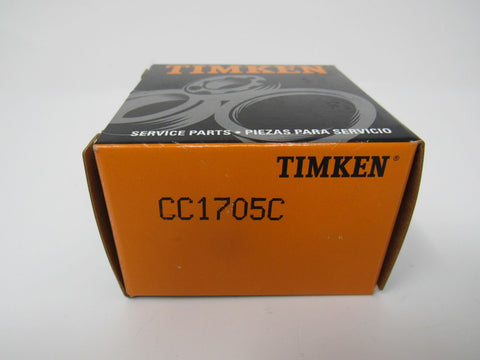 TIMKEN
SERVICE PARTS • PIEZAS PARA SERVICIO
TIMKEN®
CC1705C